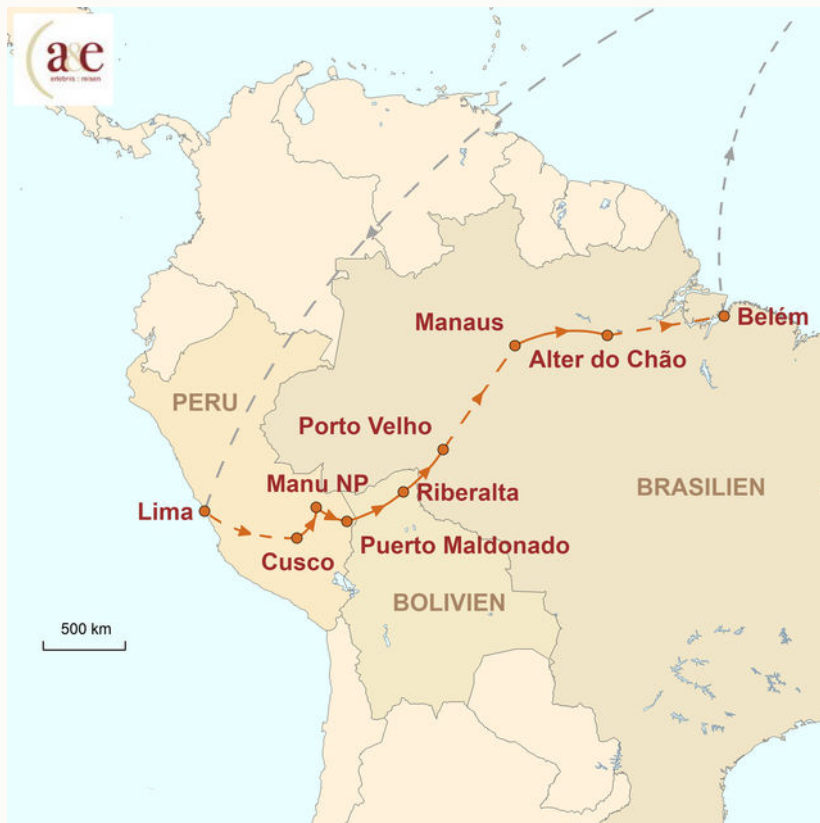 a&e
erlebnis : reisen
Manaus
Belém
Alter do Chão
PERU
Porto Velho
Manu NP
Riberalta
BRASILIEN
Lima
Puerto Maldonado
Cusco
BOLIVIEN
500 km